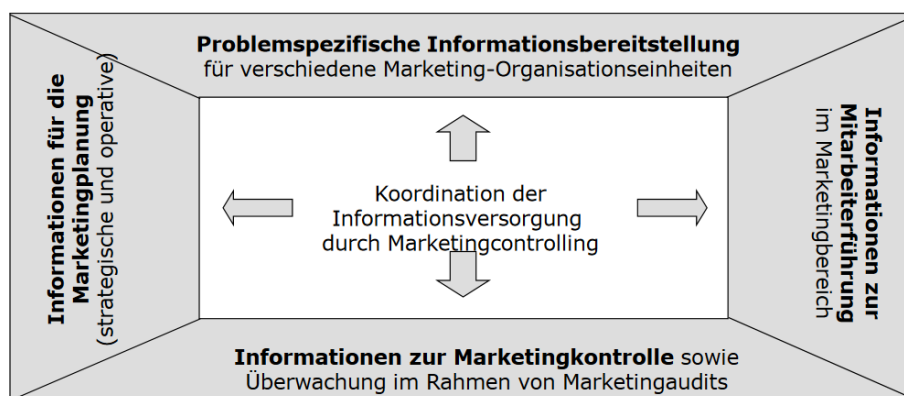 Problemspezifische Informationsbereitstellung
für verschiedene Marketing-Organisationseinheiten
Informationen für die
Marketingplanung
(strategische und operative)
Koordination der
Informationsversorgung
durch Marketingcontrolling
Informationen zur
Mitarbeiterführung
im Marketingbereich
Informationen zur Marketingkontrolle sowie
Überwachung im Rahmen von Marketingaudits